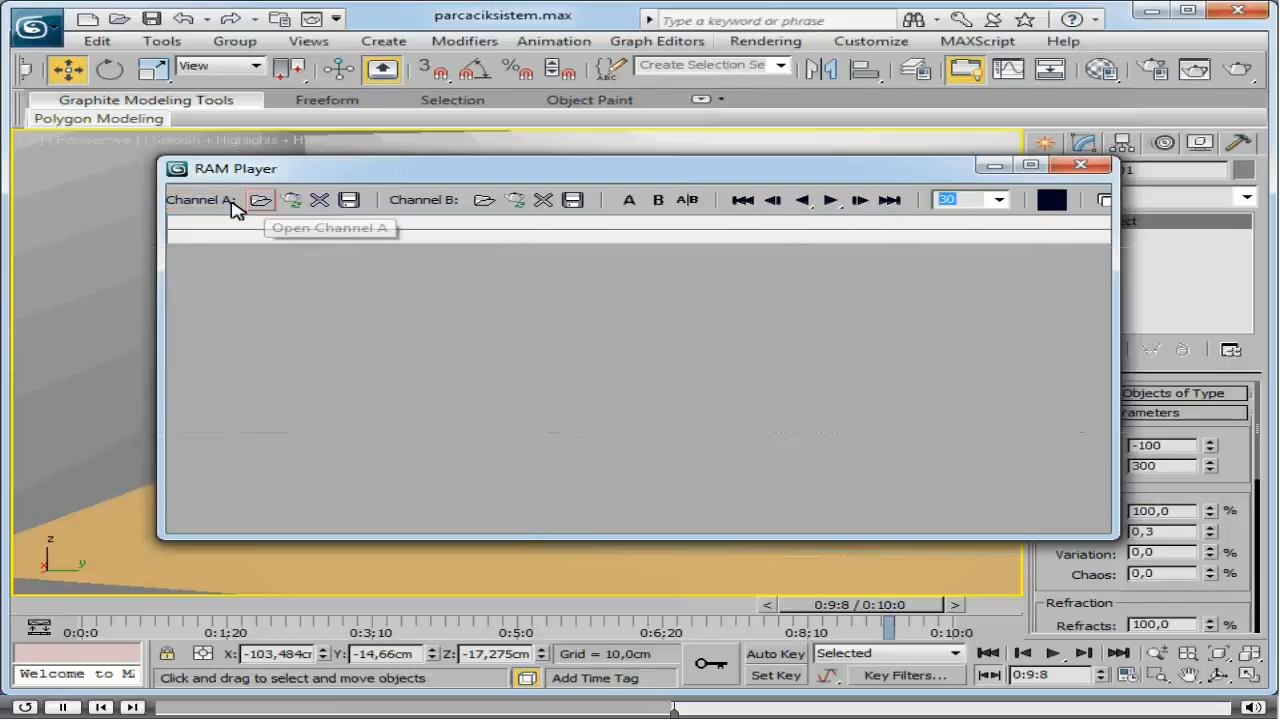 parcaciksistem.max
Type a keyword or phrase
Edit Tools Group Views Create Modifiers Animation Graph Editors Rendering Customize MAXScript Help
View
3
%
ABC
Create Selection Se
Graphite Modeling Tools Freeform Selection Object Paint
Polygon Modeling
Perspective ] [ Smooth + Highlights +
RAM Player
Channel A: Channel B: A B A|B 30
Open Channel A
Objects of Type
-100
300
100,0 %
0,3
Variation: 0,0 %
Chaos: 0,0 %
Refraction
Refracts: 100,0 %
z
x y
< 0:9:8 / 0:10:0 >
0:0:0 0:1:20 0:3:10 0:5:0 0:6:20 0:8:10 0:10:0
X: -103,484cr Y: -14,66cm Z: -17,275cm Grid = 10,0cm
Auto Key Selected
Welcome to M
Click and drag to select and move objects
Add Time Tag
Set Key Key Filters...
0:9:8